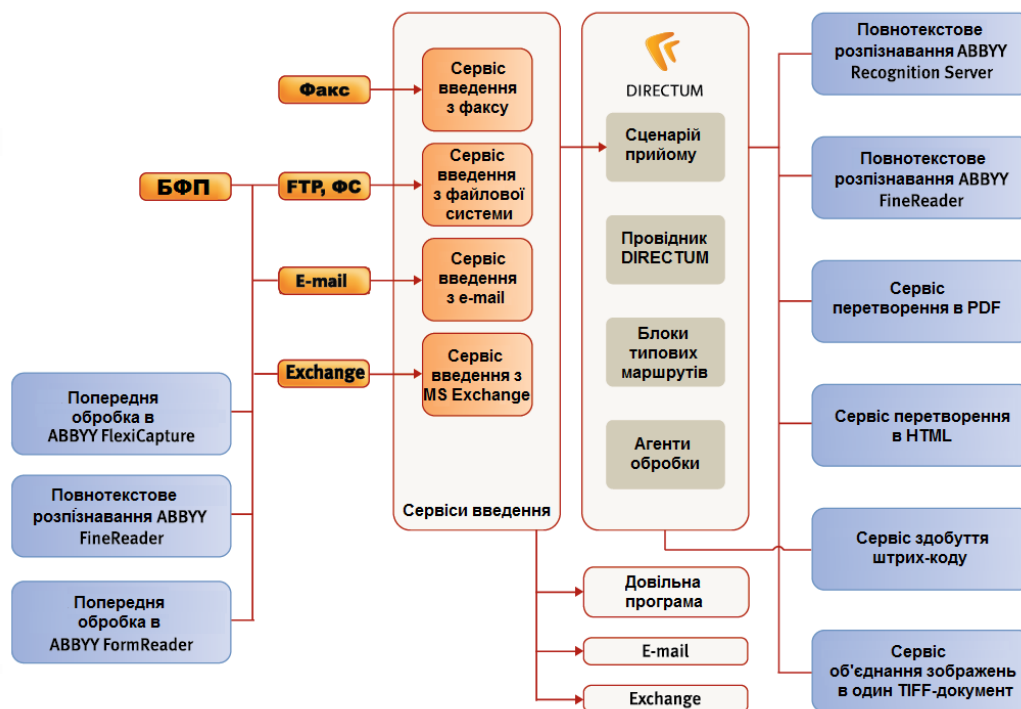 Факс
БФП
FTP, ФС
E-mail
Exchange
Попередня
обробка в
ABBYY FlexiCapture
Повнотекстове
розпізнавання ABBYY
FineReader
Попередня
обробка в
ABBYY FormReader
Сервіс
введення
з факсу
Сервіс
введення
з файлової
системи
Сервіс
введення
з e-mail
Сервіс
введення з
MS Exchange
Сервіси введення
DIRECTUM
Сценарій
прийому
Провідник
DIRECTUM
Блоки
типових
маршрутів
Агенти
обробки
Довільна
програма
E-mail
Exchange
Повнотекстове
розпізнавання ABBYY
Recognition Server
Повнотекстове
розпізнавання ABBYY
FineReader
Сервіс
перетворення в PDF
Сервіс перетворення
в HTML
Сервіс здобуття
штрих-коду
Сервіс
об'єднання зображень
в один TIFF-документ